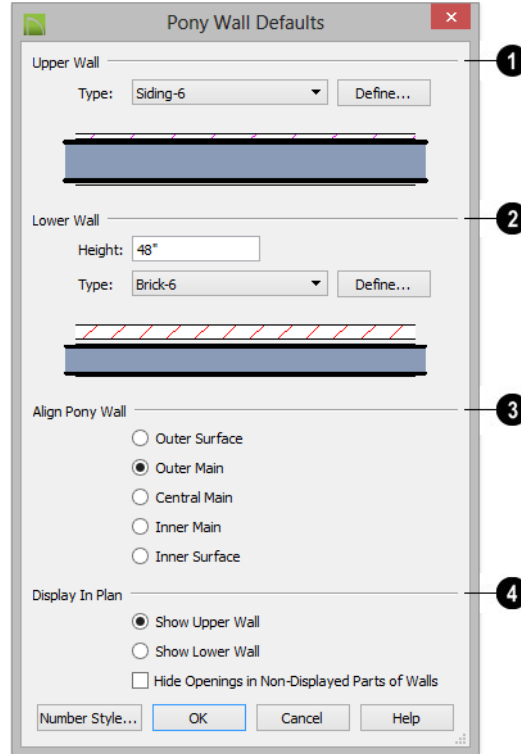 Pony Wall Defaults
x
1
Upper Wall
Type: Siding-6 Define...
2
Lower Wall
Height: 48"
Type: Brick-6 Define...
3
Align Pony Wall
Outer Surface
Outer Main
Central Main
Inner Main
Inner Surface
4
Display In Plan
Show Upper Wall
Show Lower Wall
Hide Openings in Non-Displayed Parts of Walls
Number Style... OK Cancel Help